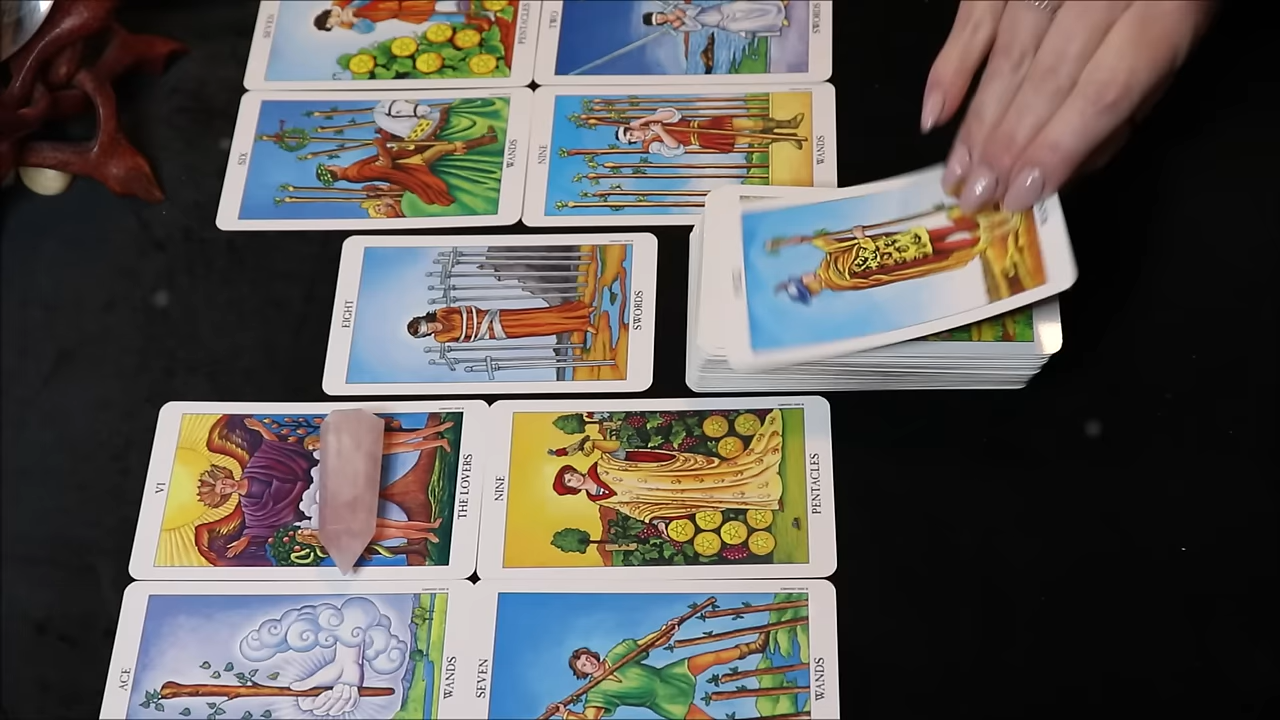 SEVEN
PENTACLES
TWO
SWORDS
SIX
WANDS
NINE
WANDS
EIGHT
SWORDS
VI
THE LOVERS
NINE
PENTACLES
ACE
WANDS
SEVEN
WANDS